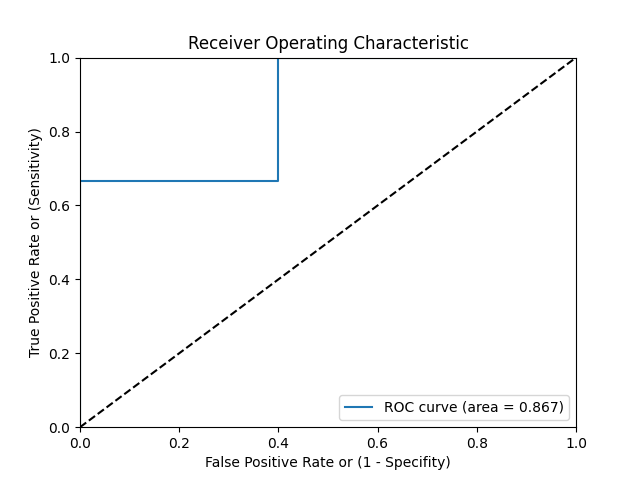 Receiver Operating Characteristic
True Positive Rate or (Sensitivity)
1.0
0.8
0.6
0.4
0.2
0.0
ROC curve (area = 0.867)
0.0 0.2 0.4 0.6 0.8 1.0
False Positive Rate or (1 - Specifity)